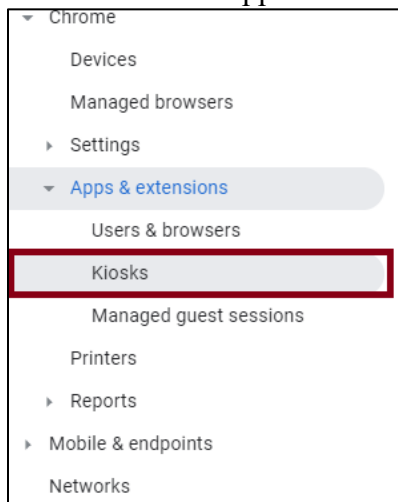 Chrome
Devices
Managed browsers
Settings
Apps & extensions
Users & browsers
Kiosks
Managed guest sessions
Printers
Reports
Mobile & endpoints
Networks